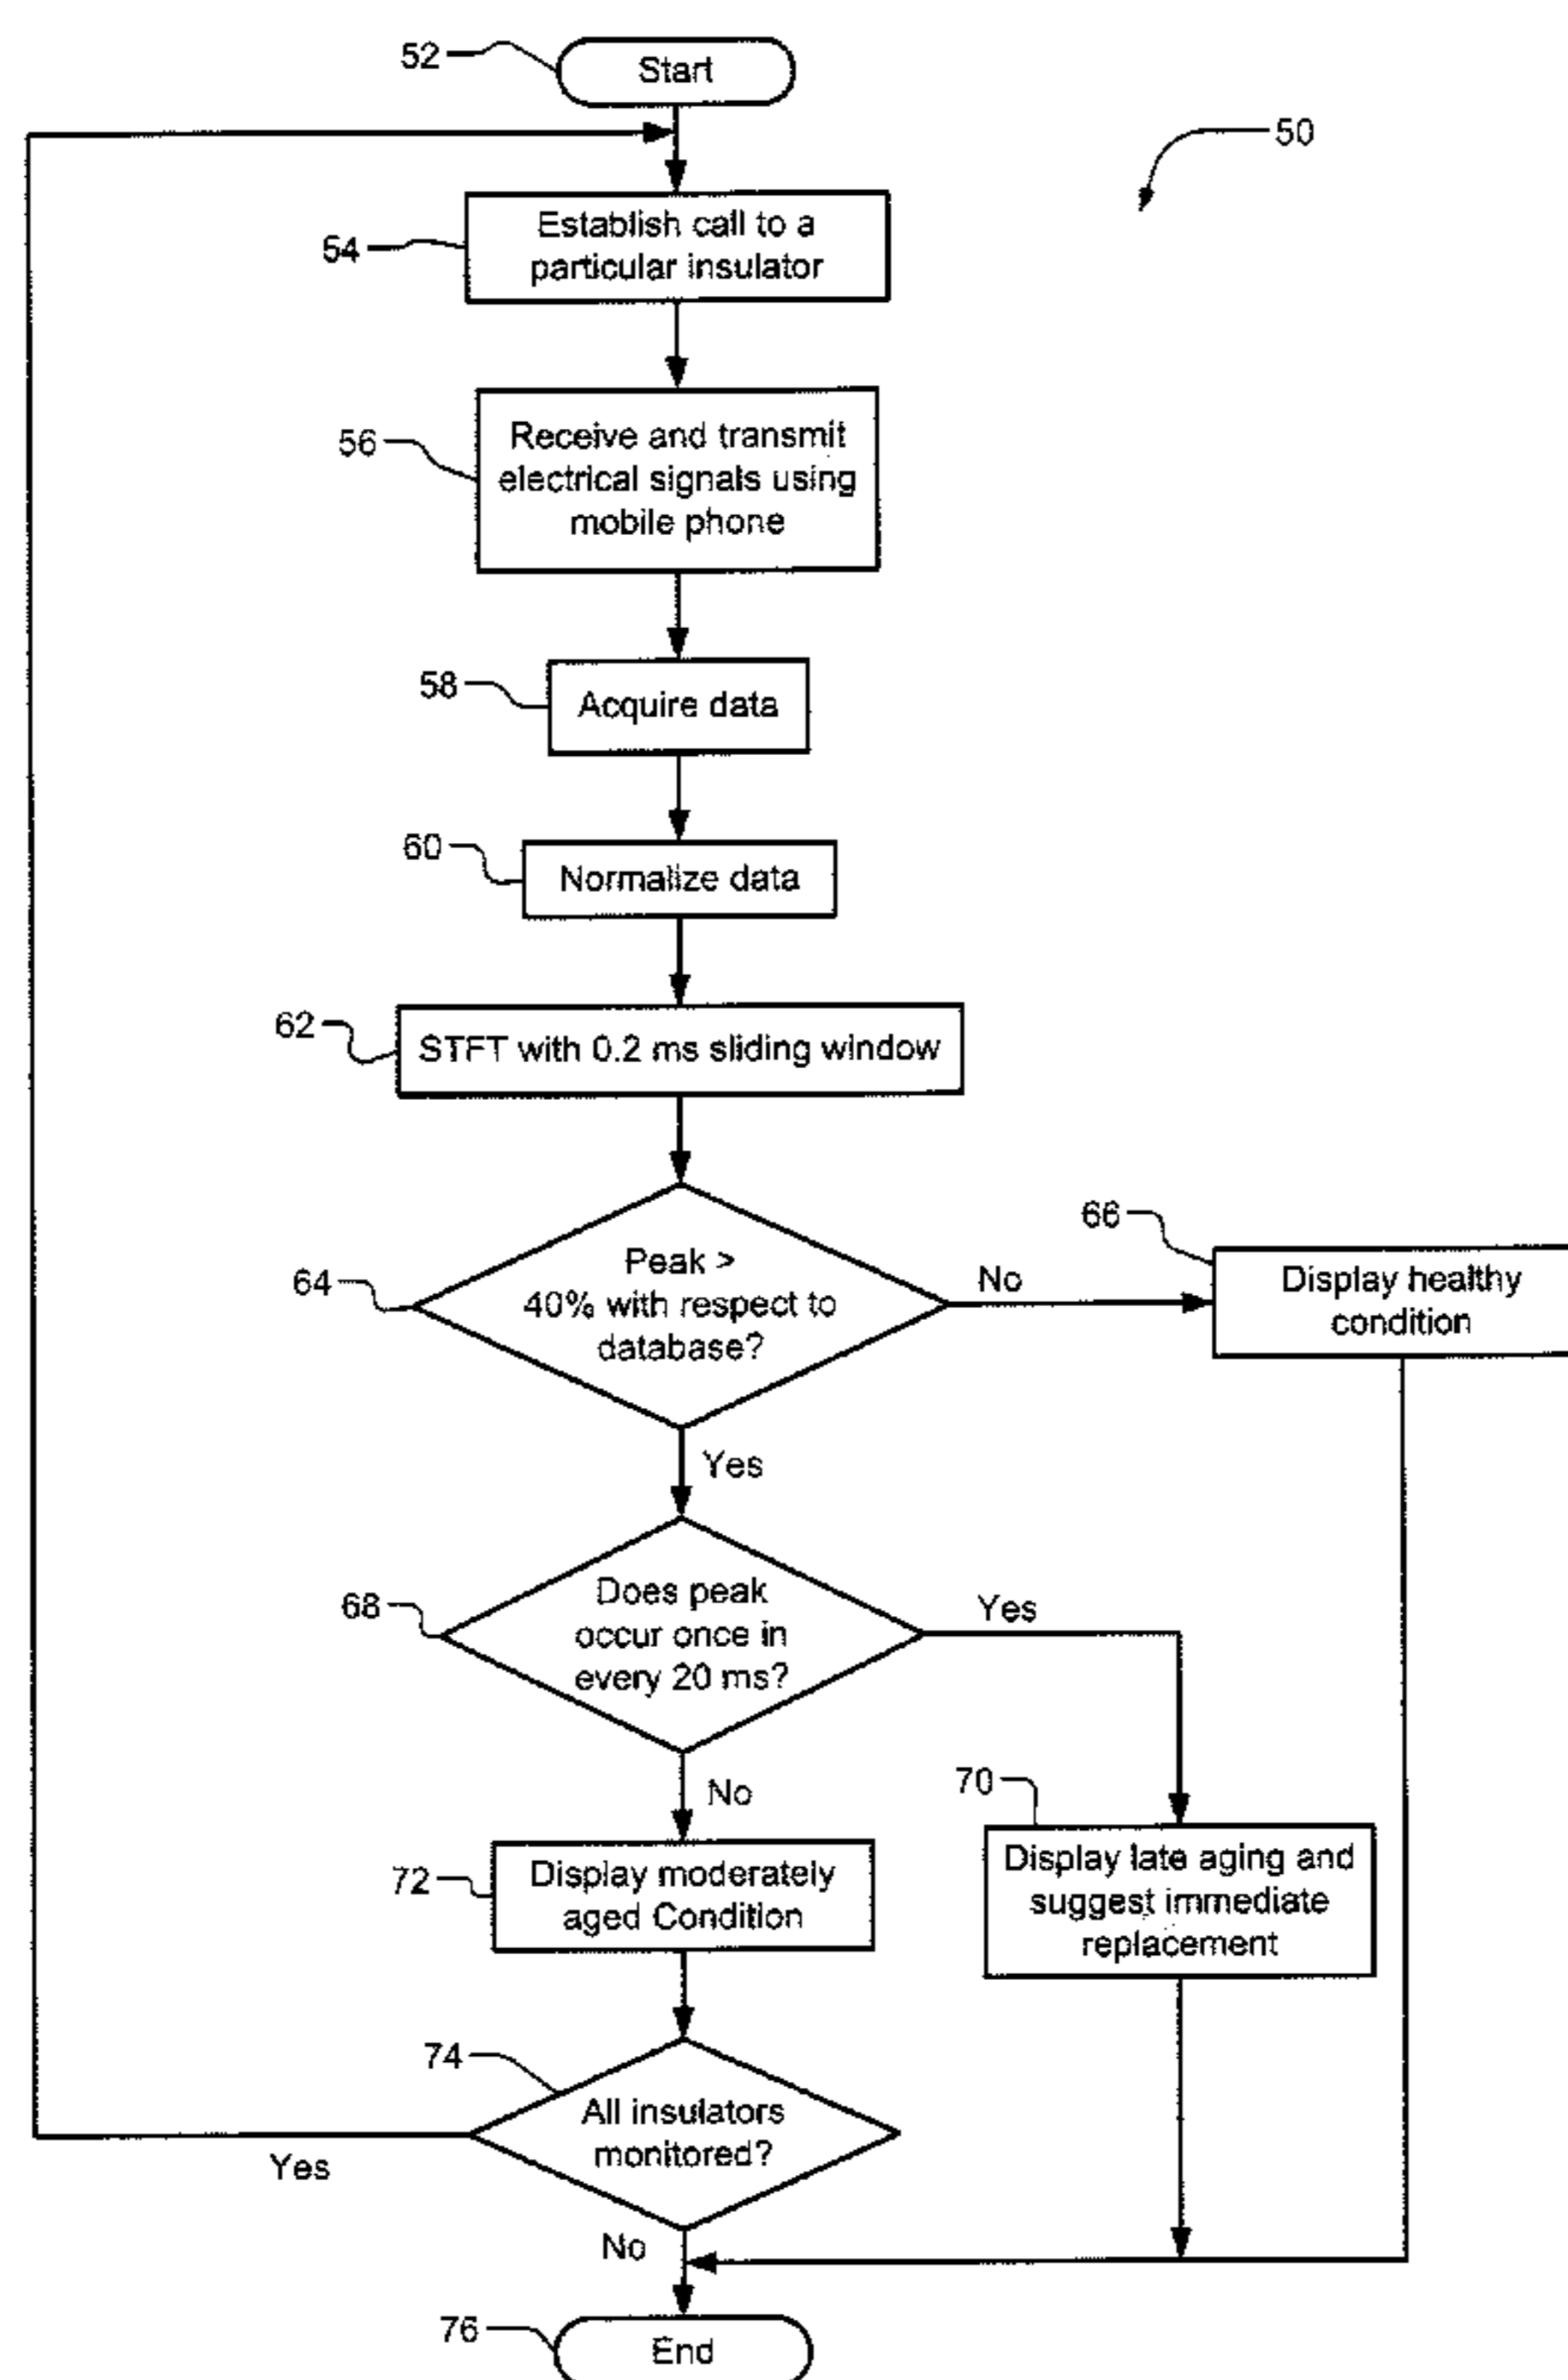 52
Start
50
54
Establish call to a
particular insulator
56
Receive and transmit
electrical signals using
mobile phone
58
Acquire data
60
Normalize data
62
STFT with 0.2 ms sliding window
64
Peak >
40% with respect to
database?
No
66
Display healthy
condition
Yes
68
Does peak
occur once in
every 20 ms?
Yes
No
70
Display late aging and
suggest immediate
replacement
72
Display moderately
aged Condition
74
All insulators
monitored?
Yes
No
76
End